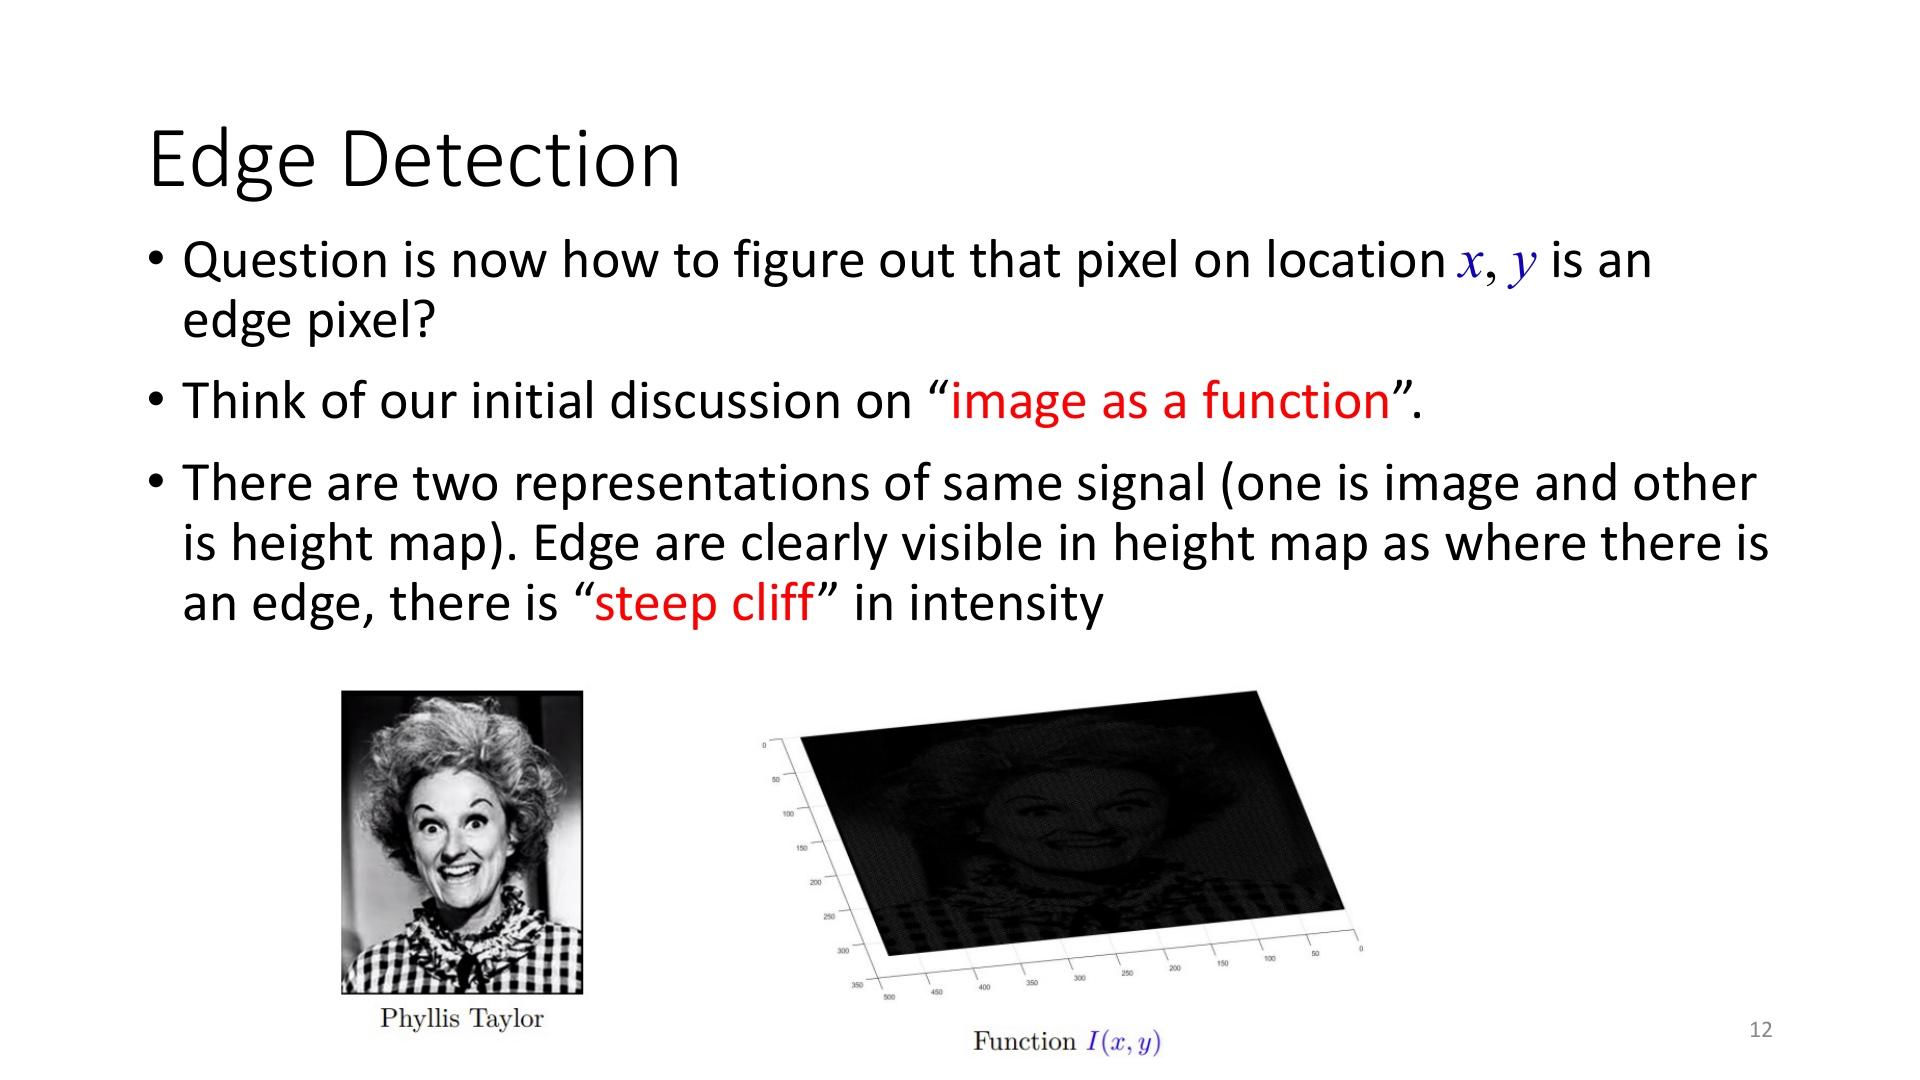 Edge Detection
• Question is now how to figure out that pixel on location x, y is an
edge pixel?
• Think of our initial discussion on “image as a function”.
• There are two representations of same signal (one is image and other
is height map). Edge are clearly visible in height map as where there is
an edge, there is “steep cliff” in intensity
Phyllis Taylor
0
50
100
150
200
250
300
350
500
450
400
350
300
250
200
150
100
50
0
Function I(x, y)
12